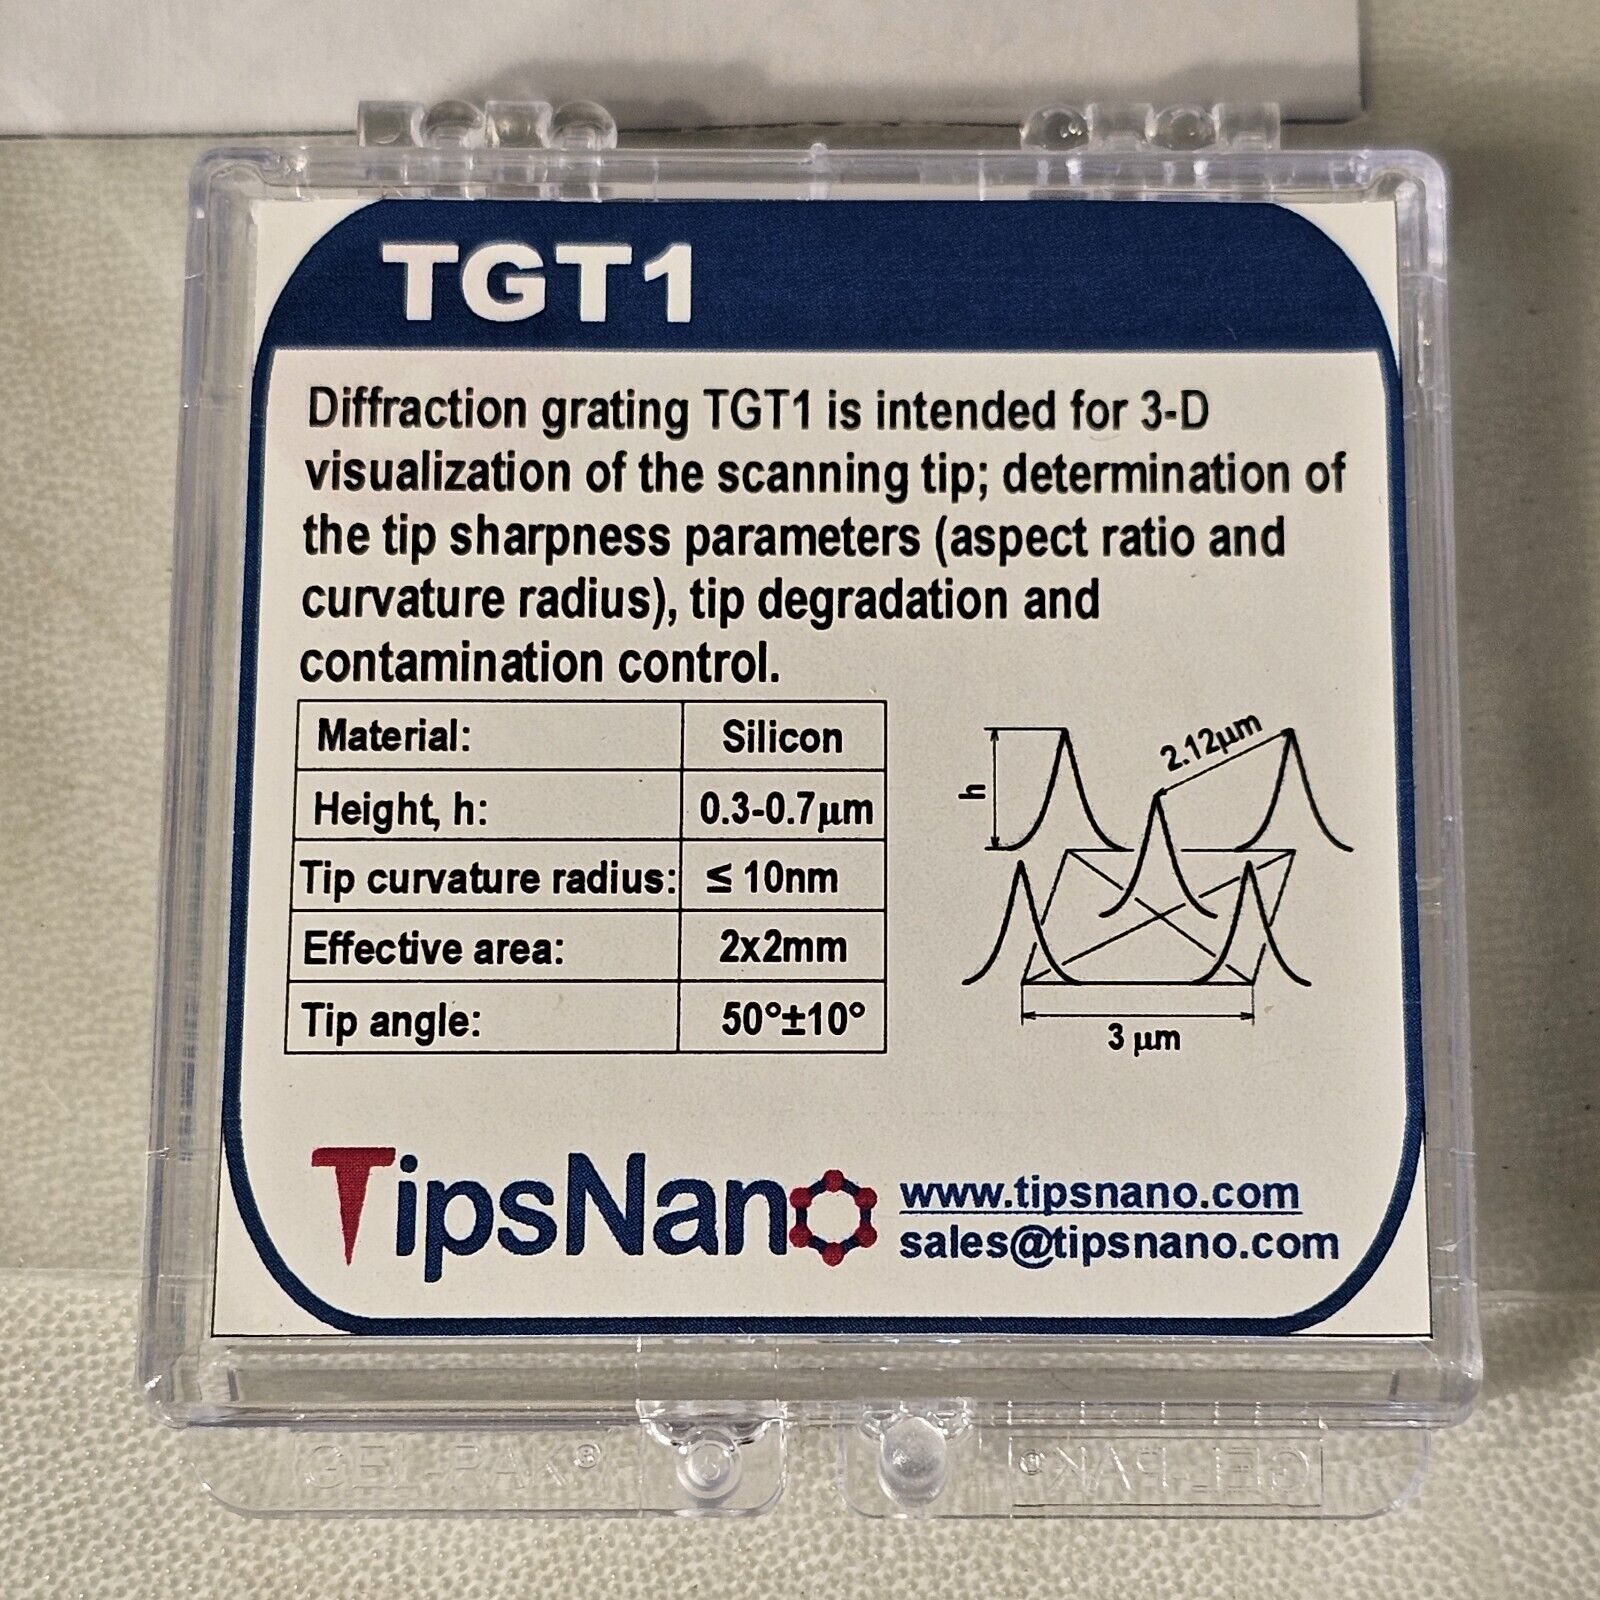 TGT1
Diffraction grating TGT1 is intended for 3-D
visualization of the scanning tip; determination of
the tip sharpness parameters (aspect ratio and
curvature radius), tip degradation and
contamination control.
Material: Silicon
Height, h: 0.3-0.7μm
Tip curvature radius: ≤ 10nm
Effective area: 2x2mm
Tip angle: 50°±10°
h
2.12μm
3 μm
TipsNano
www.tipsnano.com
sales@tipsnano.com
GEL-PAK®
GEL-PAK®